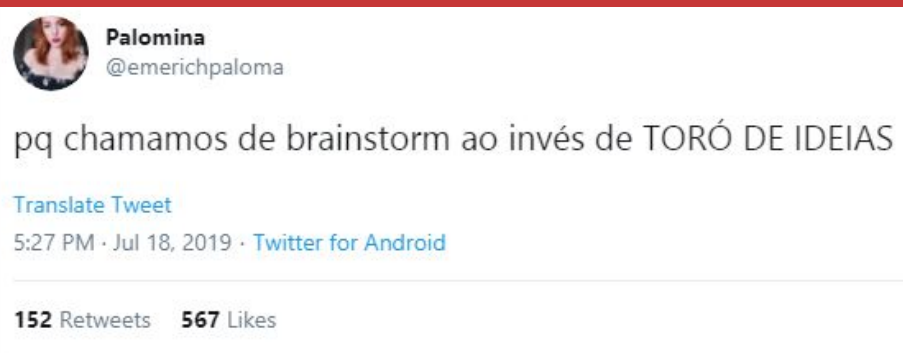 Palomina
@emerichpaloma
pq chamamos de brainstorm ao invés de TORÓ DE IDEIAS
Translate Tweet
5:27 PM · Jul 18, 2019 · Twitter for Android
152 Retweets 567 Likes